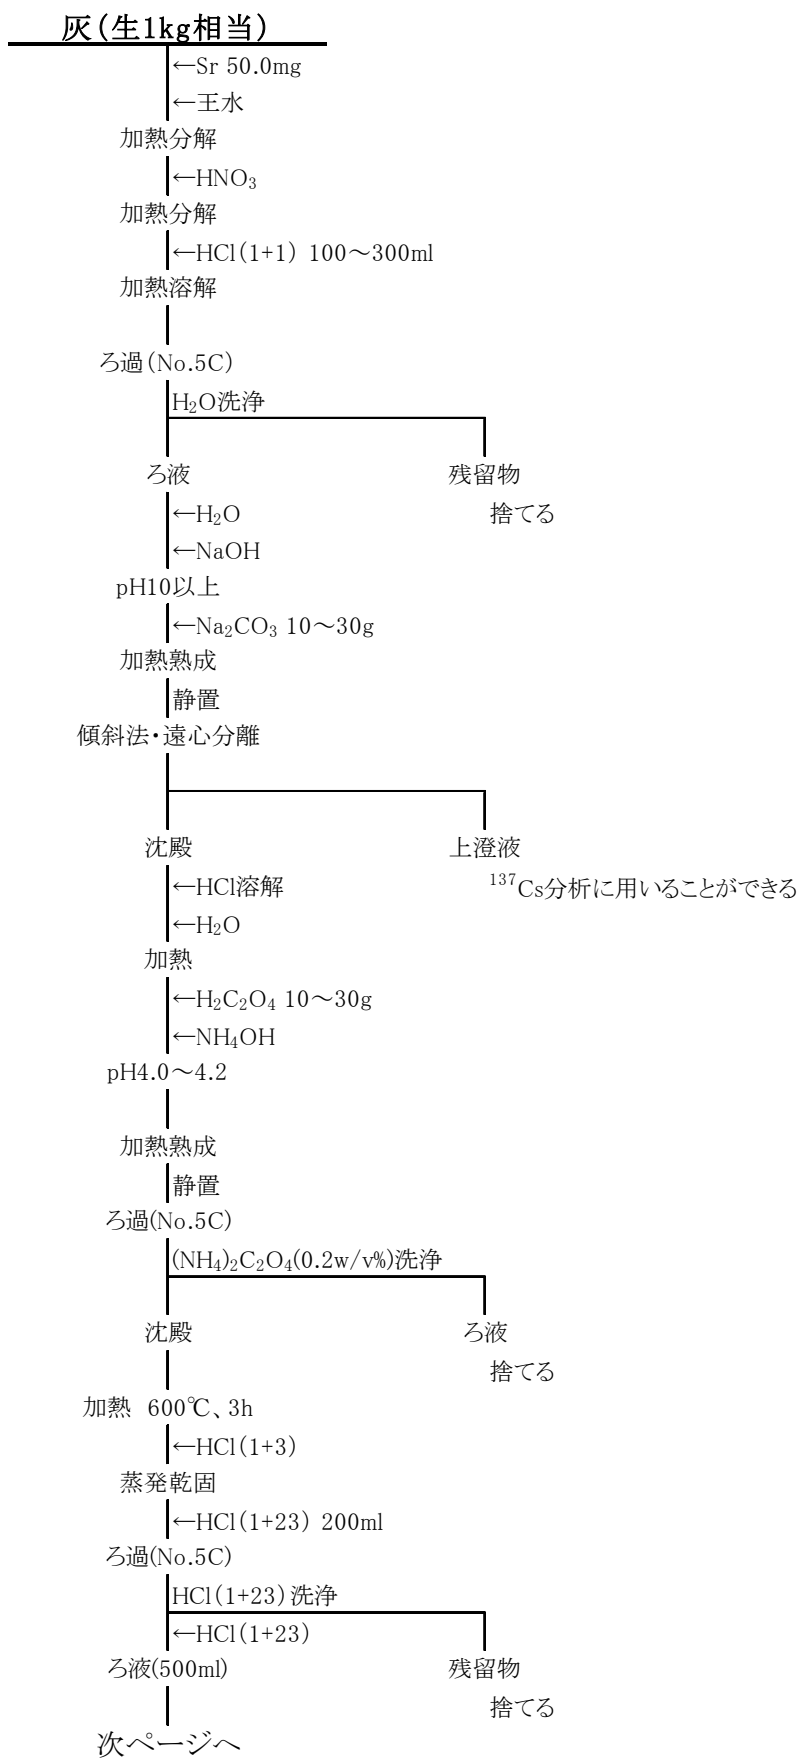 灰(生1kg相当)
←Sr 50.0mg
←王水
加熱分解
←HNO₃
加熱分解
←HCl(1+1) 100～300ml
加熱溶解
ろ過(No.5C)
H₂O洗浄
ろ液 残留物
←H₂O 捨てる
←NaOH
pH10以上
←Na₂CO₃ 10～30g
加熱熟成
静置
傾斜法・遠心分離
沈殿 上澄液
←HCl溶解 ¹³⁷Cs分析に用いることができる
←H₂O
加熱
←H₂C₂O₄ 10～30g
←NH₄OH
pH4.0～4.2
加熱熟成
静置
ろ過(No.5C)
(NH₄)₂C₂O₄(0.2w/v%)洗浄
沈殿 ろ液
捨てる
加熱 600℃、3h
←HCl(1+3)
蒸発乾固
←HCl(1+23) 200ml
ろ過(No.5C)
HCl(1+23)洗浄
←HCl(1+23)
ろ液(500ml) 残留物
捨てる
次ページへ